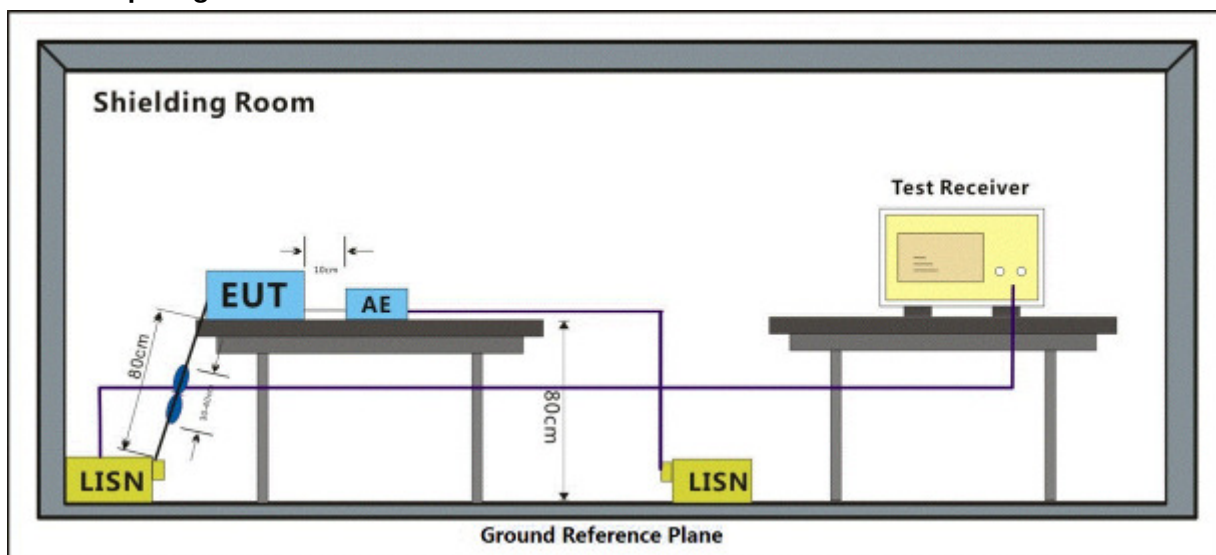 Shielding Room
Test Receiver
10cm
EUT
AE
80cm
80cm
LISN
LISN
Ground Reference Plane